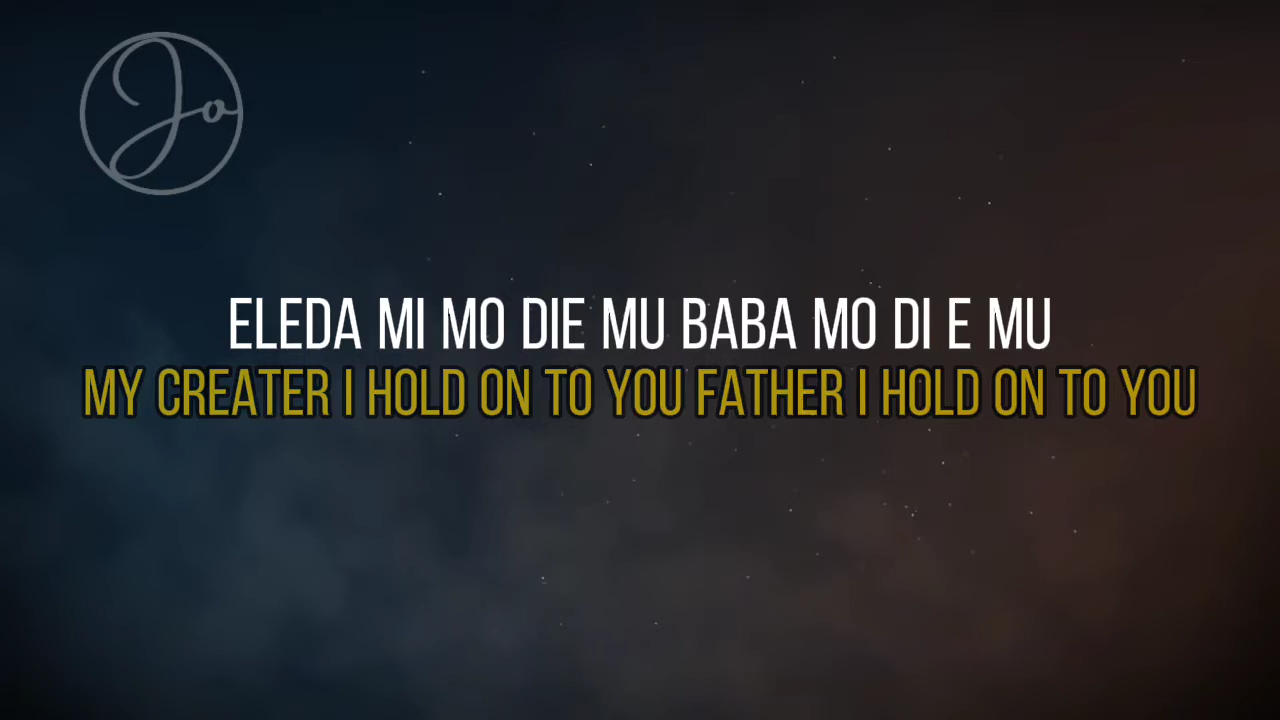 Jo
ELEDA MI MO DIE MU BABA MO DI E MU
MY CREATER I HOLD ON TO YOU FATHER I HOLD ON TO YOU